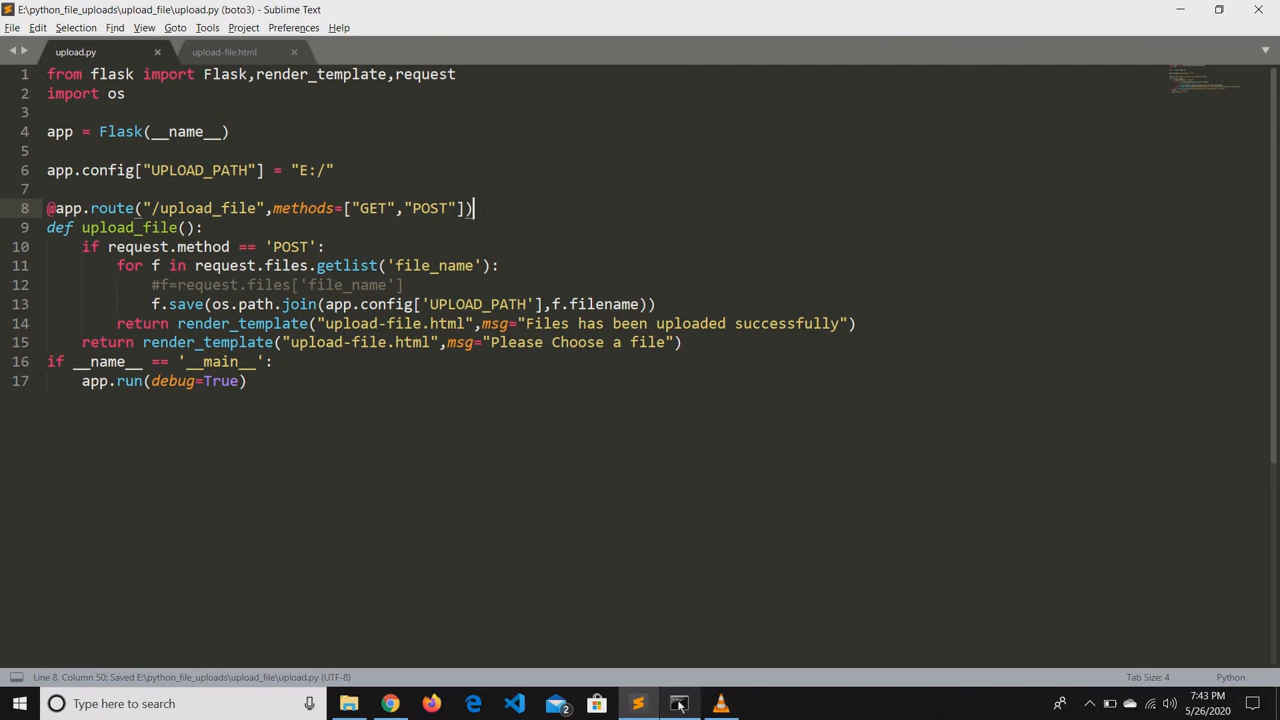 E:\python_file_uploads\upload_file\upload.py (boto3) - Sublime Text
File Edit Selection Find View Goto Tools Project Preferences Help
upload.py upload-file.html
1 from flask import Flask,render_template,request
2 import os
3
4 app = Flask(__name__)
5
6 app.config["UPLOAD_PATH"] = "E:/"
7
8 @app.route("/upload_file",methods=["GET","POST"])
9 def upload_file():
10     if request.method == 'POST':
11         for f in request.files.getlist('file_name'):
12             #f=request.files['file_name']
13             f.save(os.path.join(app.config['UPLOAD_PATH'],f.filename))
14         return render_template("upload-file.html",msg="Files has been uploaded successfully")
15     return render_template("upload-file.html",msg="Please Choose a file")
16 if __name__ == '__main__':
17     app.run(debug=True)
Line 8, Column 50: Saved E:\python_file_uploads\upload_file\upload.py (UTF-8) Tab Size: 4 Python
Type here to search 2 7:43 PM
5/26/2020